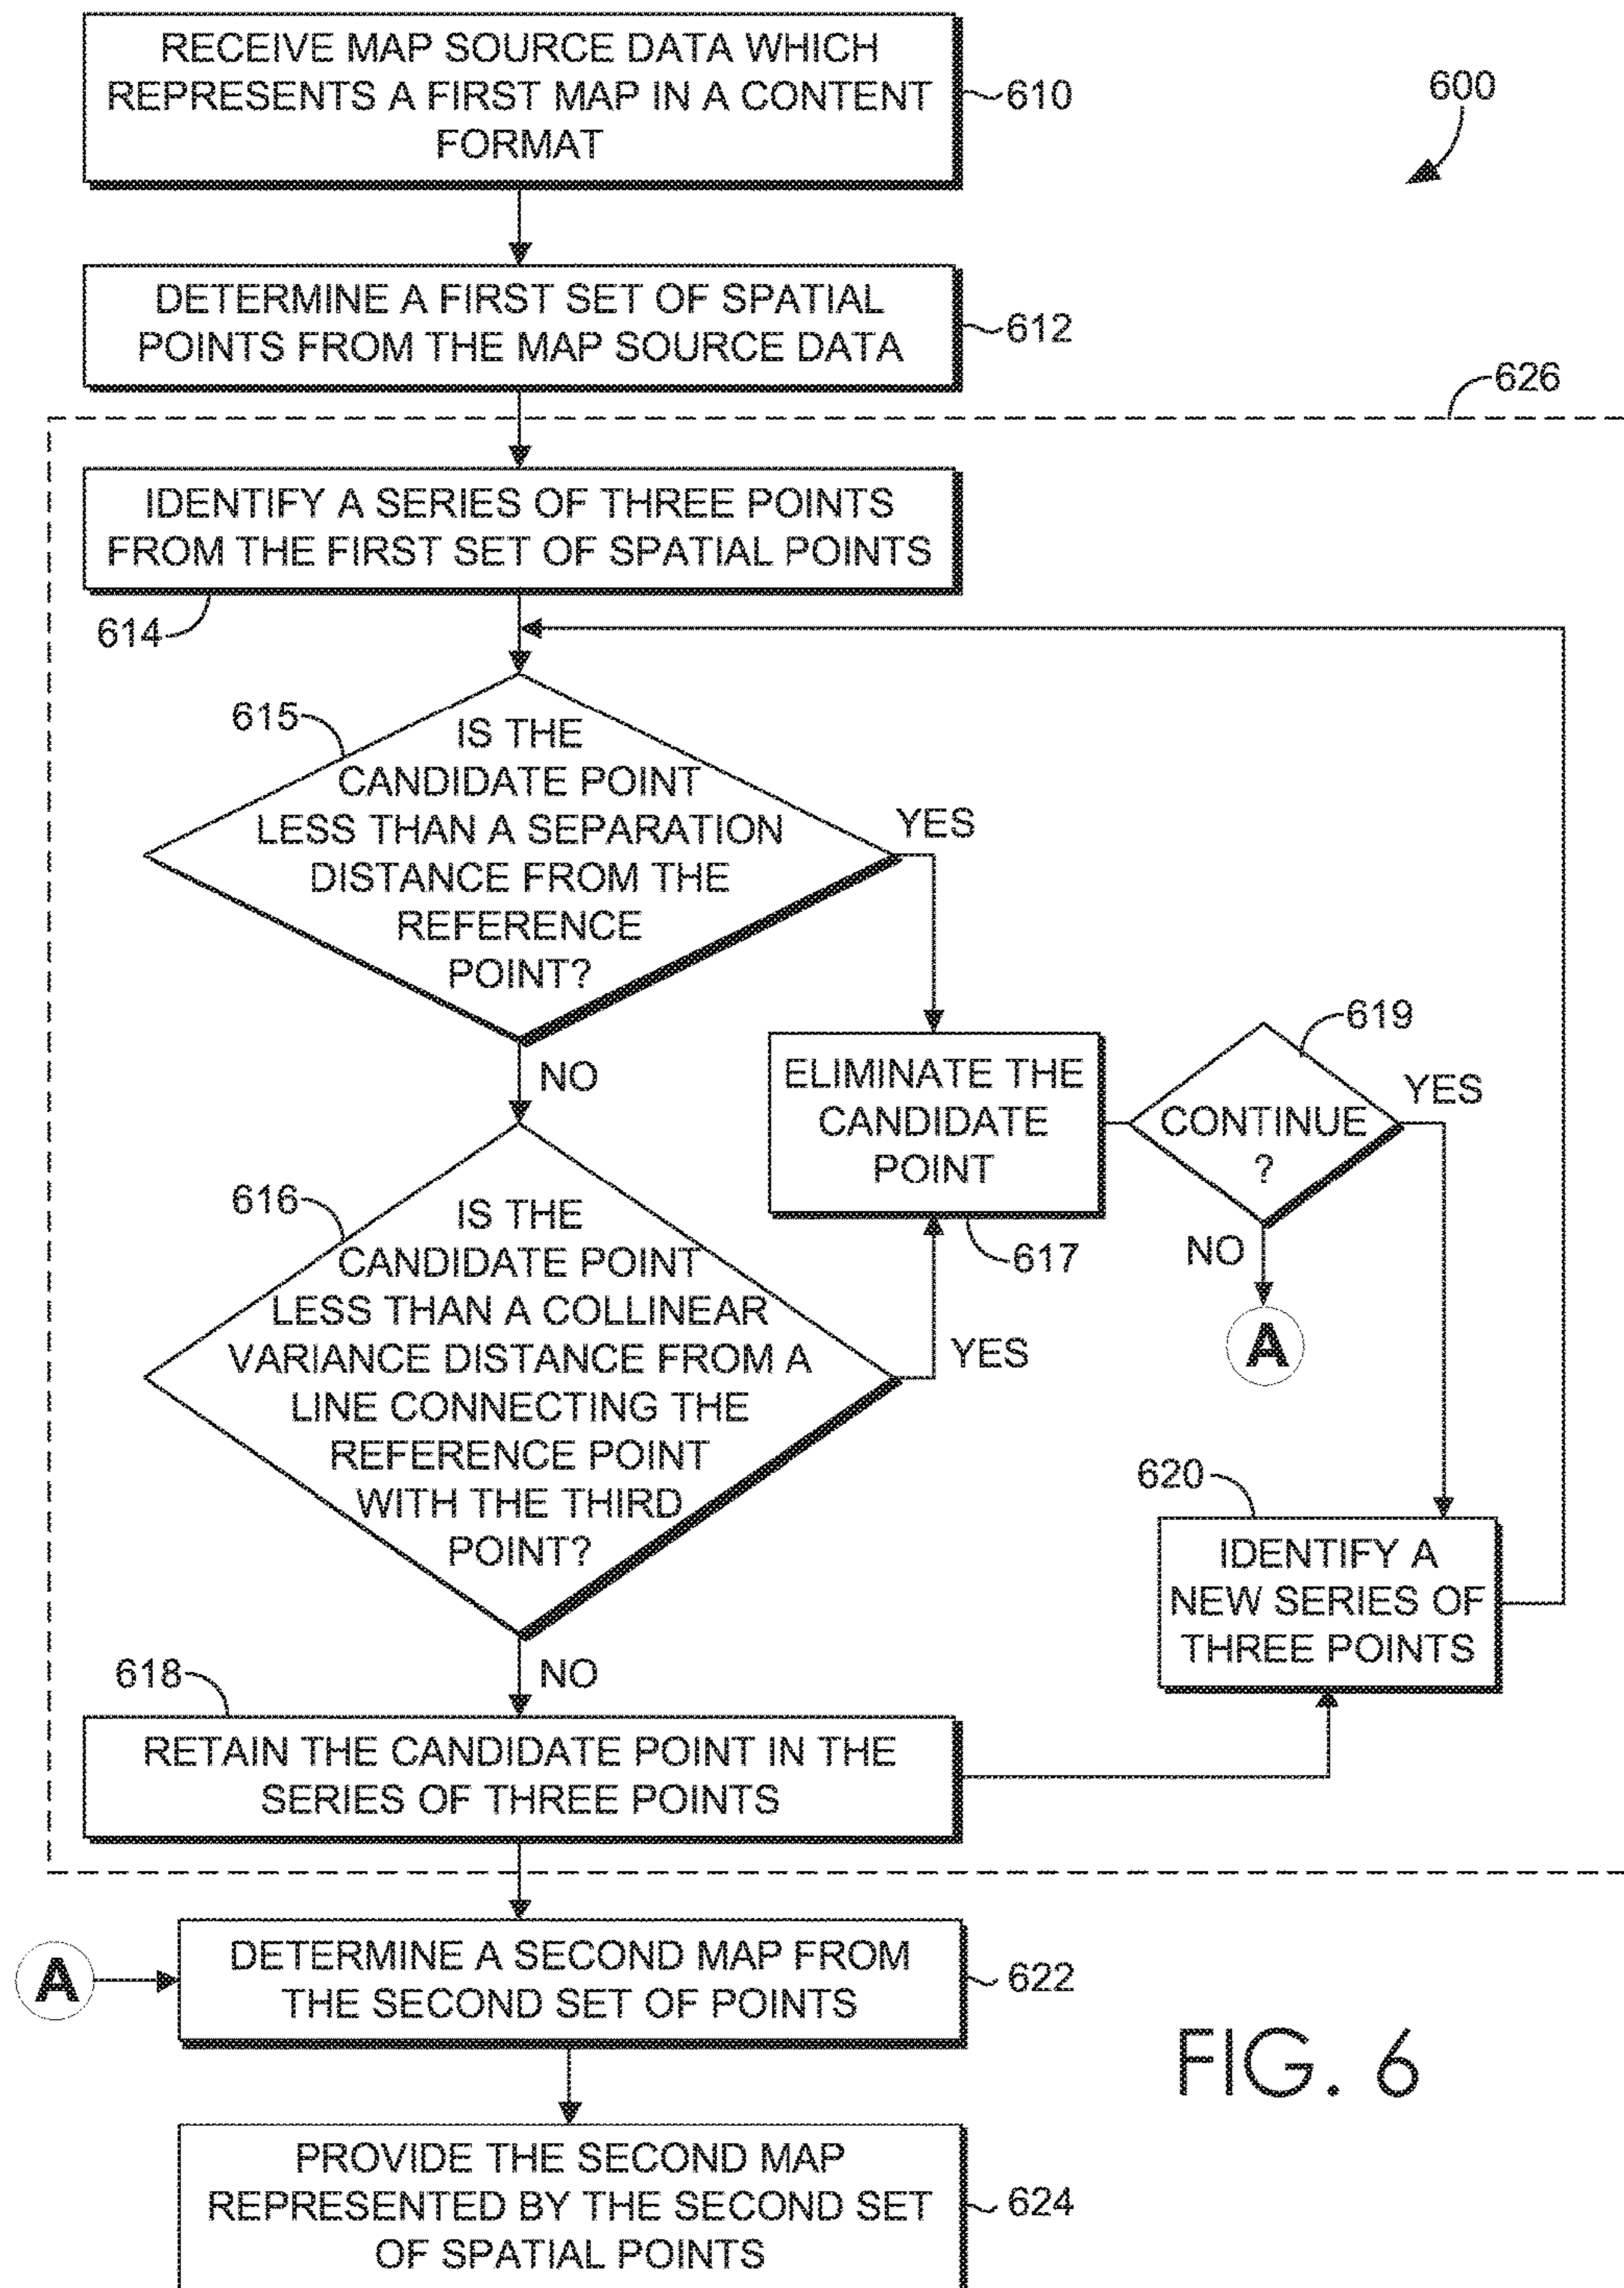 RECEIVE MAP SOURCE DATA WHICH
REPRESENTS A FIRST MAP IN A CONTENT
FORMAT
610
600
DETERMINE A FIRST SET OF SPATIAL
POINTS FROM THE MAP SOURCE DATA
612
626
IDENTIFY A SERIES OF THREE POINTS
FROM THE FIRST SET OF SPATIAL POINTS
614
615
IS THE
CANDIDATE POINT
LESS THAN A SEPARATION
DISTANCE FROM THE
REFERENCE
POINT?
YES
NO
ELIMINATE THE
CANDIDATE
POINT
617
619
CONTINUE
?
YES
NO
A
616
IS THE
CANDIDATE POINT
LESS THAN A COLLINEAR
VARIANCE DISTANCE FROM A
LINE CONNECTING THE
REFERENCE POINT
WITH THE THIRD
POINT?
YES
NO
620
IDENTIFY A
NEW SERIES OF
THREE POINTS
618
RETAIN THE CANDIDATE POINT IN THE
SERIES OF THREE POINTS
A
DETERMINE A SECOND MAP FROM
THE SECOND SET OF POINTS
622
PROVIDE THE SECOND MAP
REPRESENTED BY THE SECOND SET
OF SPATIAL POINTS
624
FIG. 6